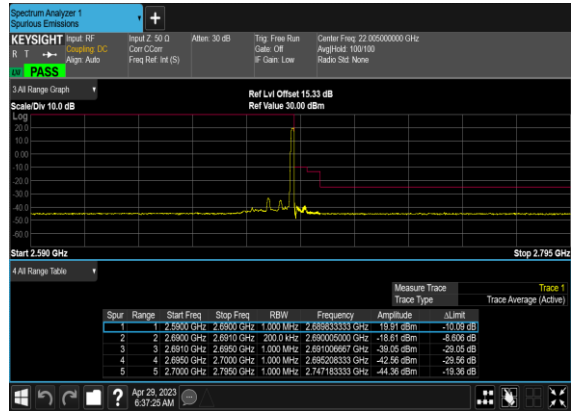 Spectrum Analyzer 1
Spurious Emissions
KEYSIGHT
Input: RF
Input Z: 50 Ω
Atten: 30 dB
Trig: Free Run
Center Freq: 22.005000000 GHz
R T
Coupling: DC
Corr CCorr
Gate: Off
Avg|Hold: 100/100
Align: Auto
Freq Ref: Int (S)
IF Gain: Low
Radio Std: None
PASS
3 All Range Graph
Ref Lvl Offset 15.33 dB
Scale/Div 10.0 dB
Ref Value 30.00 dBm
Log
20.0
10.0
0.00
-10.0
-20.0
-30.0
-40.0
-50.0
-60.0
Start 2.590 GHz
Stop 2.795 GHz
4 All Range Table
Measure Trace
Trace 1
Trace Type
Trace Average (Active)
Spur Range Start Freq Stop Freq RBW Frequency Amplitude ΔLimit
1 1 2.5900 GHz 2.6900 GHz 1.000 MHz 2.689833333 GHz 19.91 dBm -10.09 dB
2 2 2.6900 GHz 2.6910 GHz 200.0 kHz 2.690005000 GHz -18.61 dBm -8.606 dB
3 3 2.6910 GHz 2.6950 GHz 1.000 MHz 2.691006667 GHz -39.05 dBm -29.05 dB
4 4 2.6950 GHz 2.7000 GHz 1.000 MHz 2.695208333 GHz -42.56 dBm -29.56 dB
5 5 2.7000 GHz 2.7950 GHz 1.000 MHz 2.747183333 GHz -44.36 dBm -19.36 dB
Apr 29, 2023
6:37:25 AM